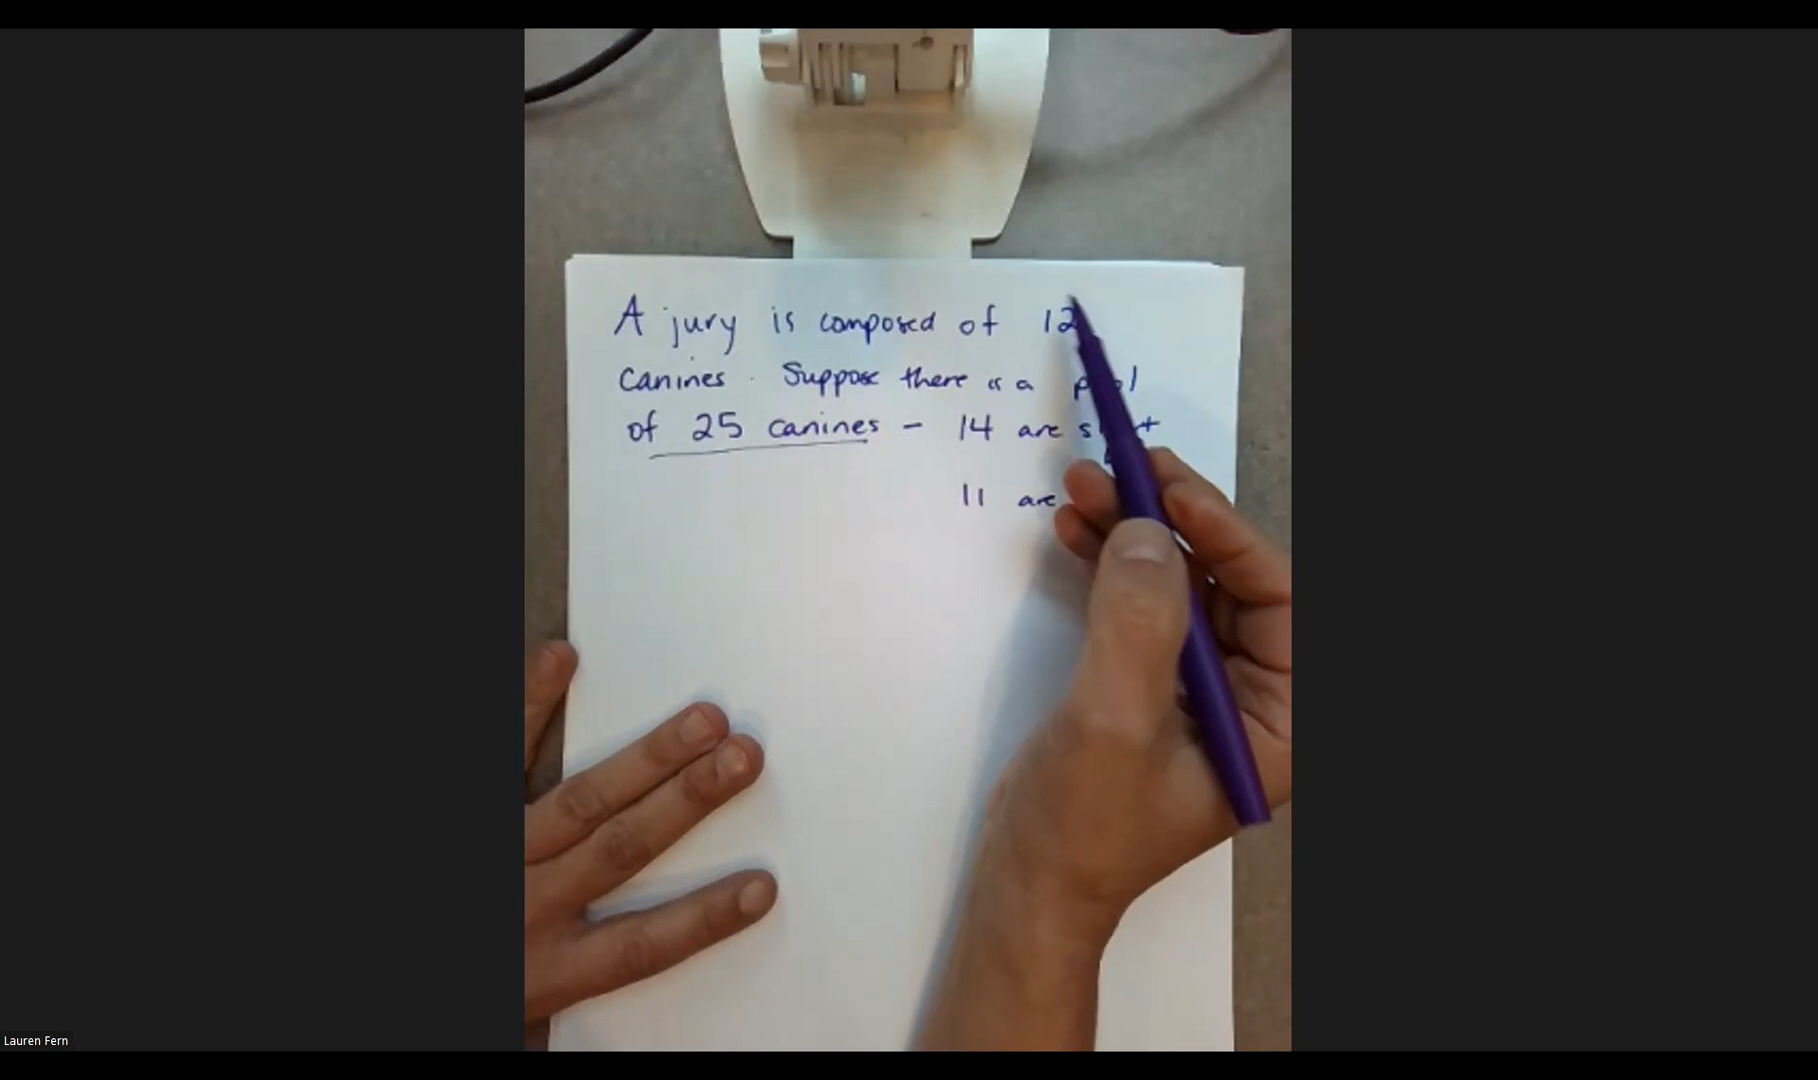 A jury is composed of 12
Canines. Suppose there is a
of 25 canines - 14 are
11 are
Lauren Fern